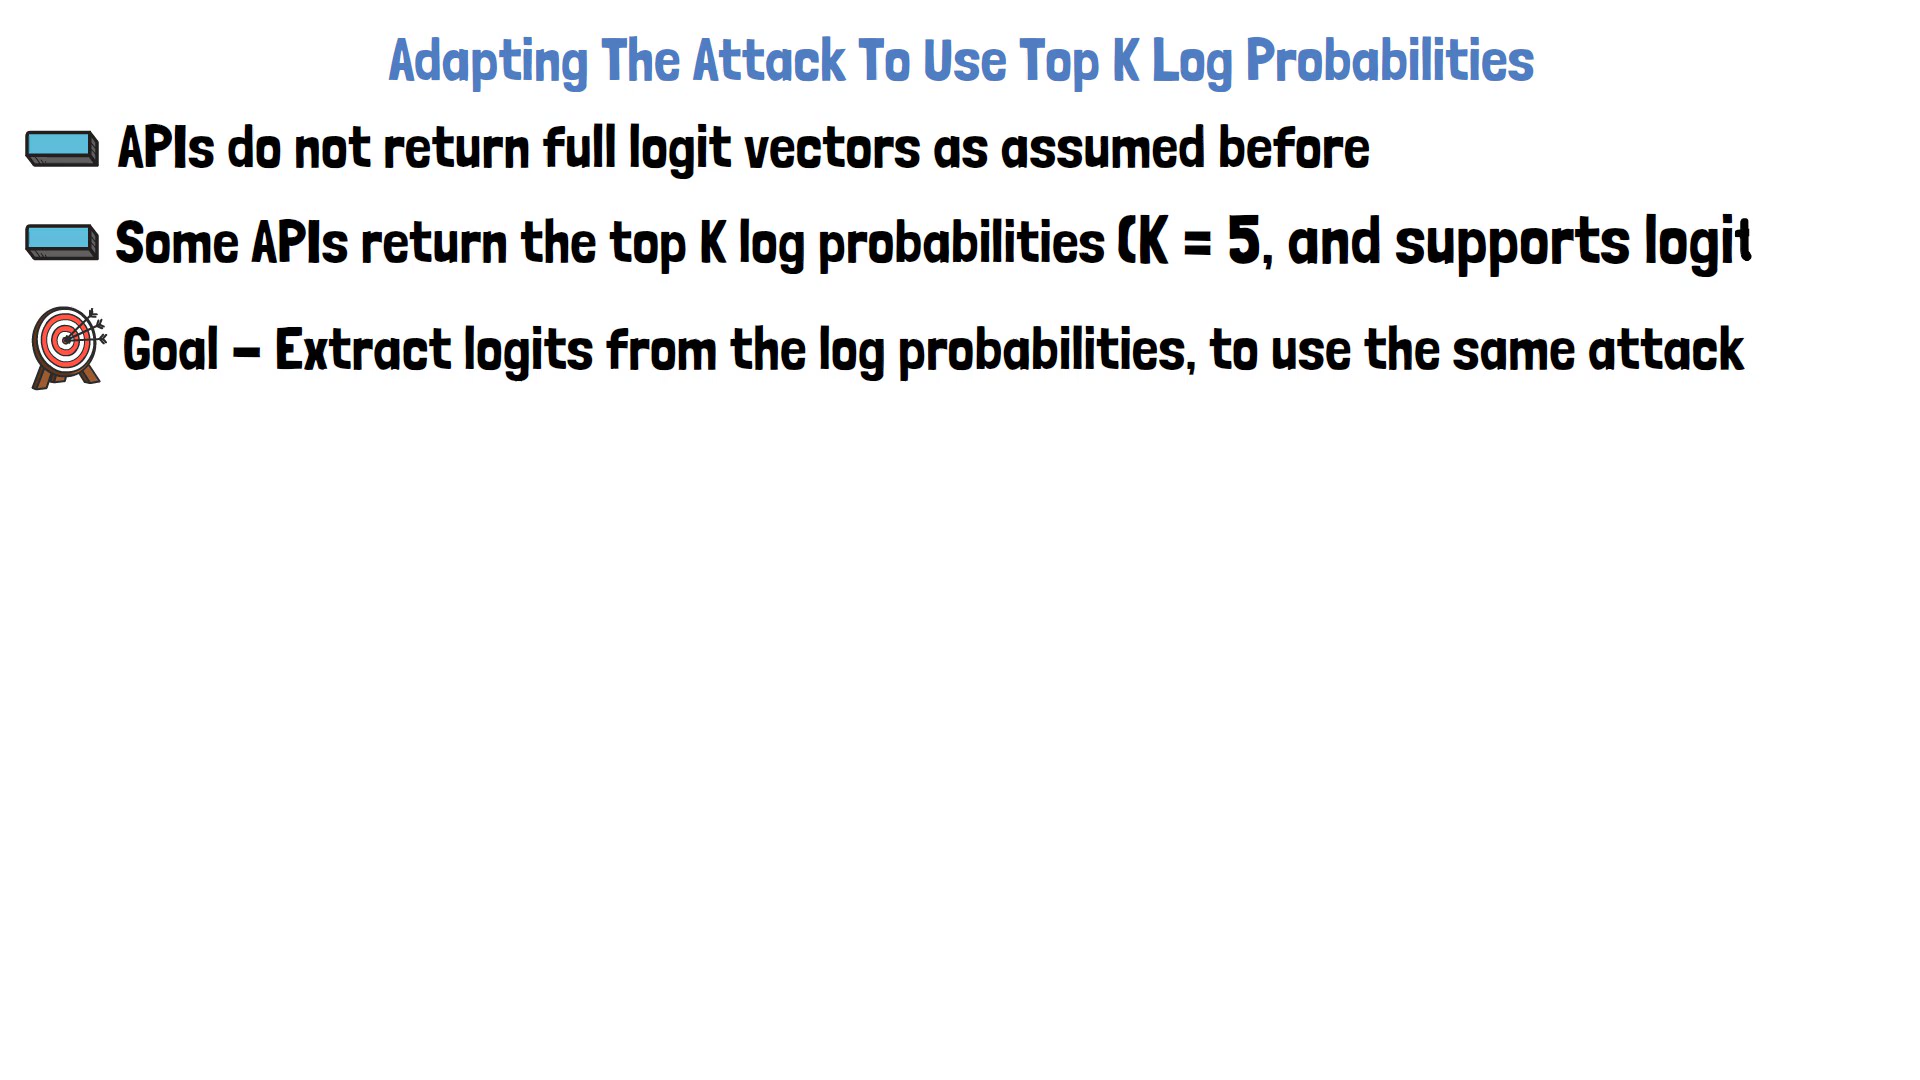 Adapting The Attack To Use Top K Log Probabilities
APIs do not return full logit vectors as assumed before
Some APIs return the top K log probabilities (K = 5, and supports logit
Goal – Extract logits from the log probabilities, to use the same attack